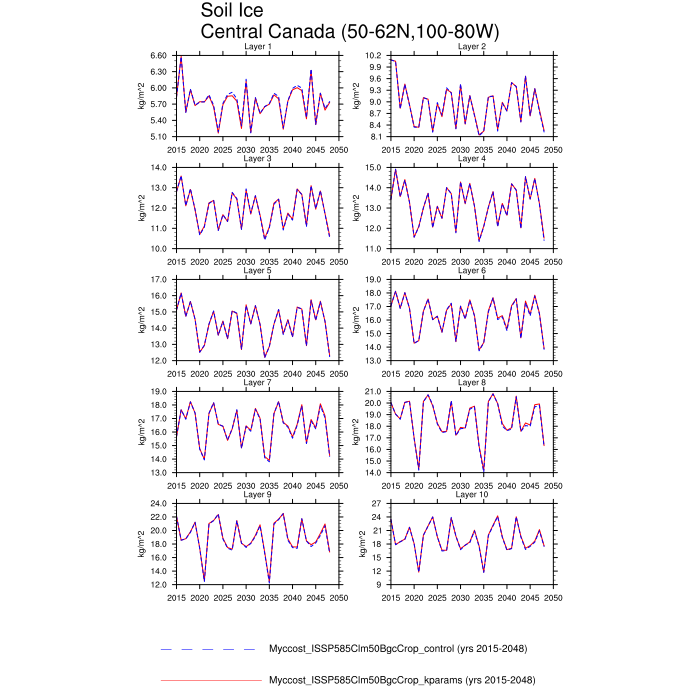 Soil Ice
Central Canada (50-62N,100-80W)
Layer 1
Layer 2
6.60
6.30
6.00
5.70
5.40
5.10
kg/m^2
2015 2020 2025 2030 2035 2040 2045 2050
10.2
9.9
9.6
9.3
9.0
8.7
8.4
8.1
kg/m^2
2015 2020 2025 2030 2035 2040 2045 2050
Layer 3
Layer 4
14.0
13.0
12.0
11.0
10.0
kg/m^2
2015 2020 2025 2030 2035 2040 2045 2050
15.0
14.0
13.0
12.0
11.0
kg/m^2
2015 2020 2025 2030 2035 2040 2045 2050
Layer 5
Layer 6
17.0
16.0
15.0
14.0
13.0
12.0
kg/m^2
2015 2020 2025 2030 2035 2040 2045 2050
19.0
18.0
17.0
16.0
15.0
14.0
13.0
kg/m^2
2015 2020 2025 2030 2035 2040 2045 2050
Layer 7
Layer 8
19.0
18.0
17.0
16.0
15.0
14.0
13.0
kg/m^2
2015 2020 2025 2030 2035 2040 2045 2050
21.0
20.0
19.0
18.0
17.0
16.0
15.0
14.0
kg/m^2
2015 2020 2025 2030 2035 2040 2045 2050
Layer 9
Layer 10
24.0
22.0
20.0
18.0
16.0
14.0
12.0
kg/m^2
2015 2020 2025 2030 2035 2040 2045 2050
27
24
21
18
15
12
9
kg/m^2
2015 2020 2025 2030 2035 2040 2045 2050
Myccost_ISSP585Clm50BgcCrop_control (yrs 2015-2048)
Myccost_ISSP585Clm50BgcCrop_kparams (yrs 2015-2048)